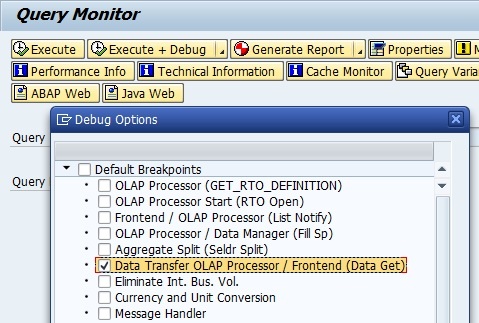 Query Monitor
Execute Execute + Debug Generate Report Properties
Performance Info Technical Information Cache Monitor Query Varia
ABAP Web Java Web
Debug Options
Query
Default Breakpoints
OLAP Processor (GET_RTO_DEFINITION)
OLAP Processor Start (RTO Open)
Query
Frontend / OLAP Processor (List Notify)
OLAP Processor / Data Manager (Fill Sp)
Aggregate Split (Seldr Split)
Data Transfer OLAP Processor / Frontend (Data Get)
Eliminate Int. Bus. Vol.
Currency and Unit Conversion
Message Handler